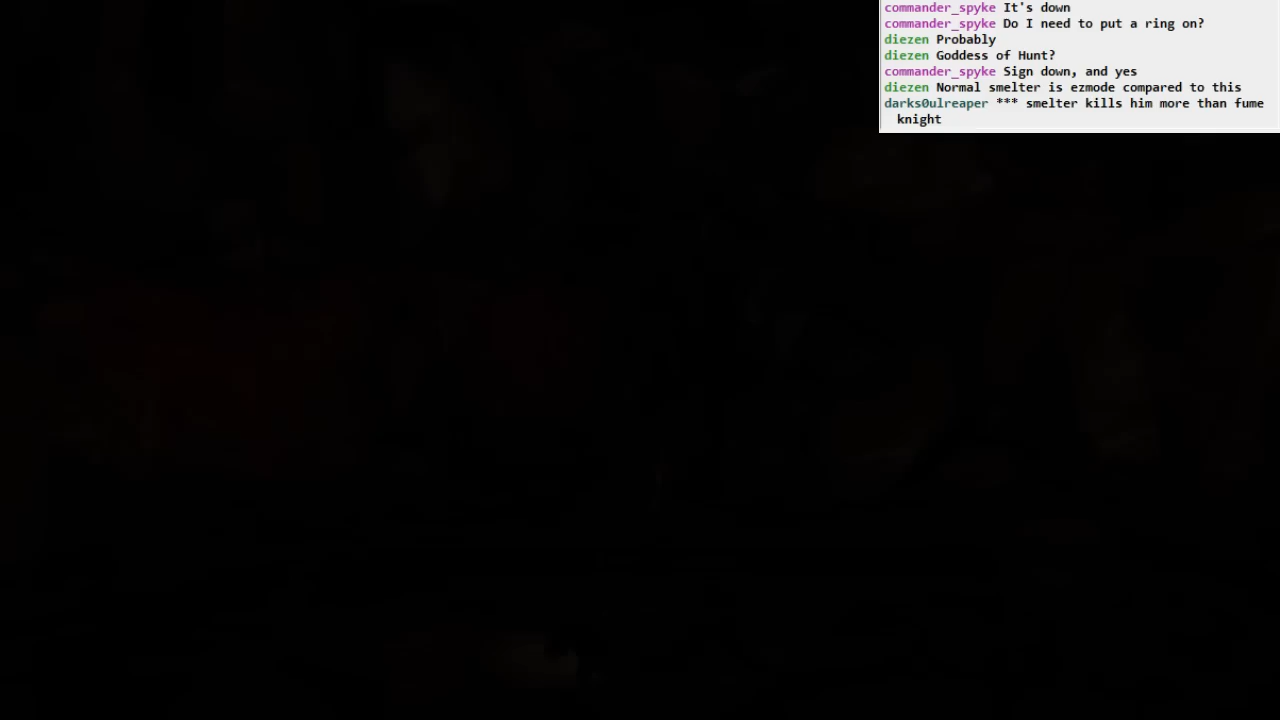 commander_spyke It's down
commander_spyke Do I need to put a ring on?
diezen Probably
diezen Goddess of Hunt?
commander_spyke Sign down, and yes
diezen Normal smelter is ezmode compared to this
darks0ulreaper *** smelter kills him more than fume
knight